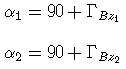 α₁ = 90 + Γ_{Bz₁}
α₂ = 90 + Γ_{Bz₂}